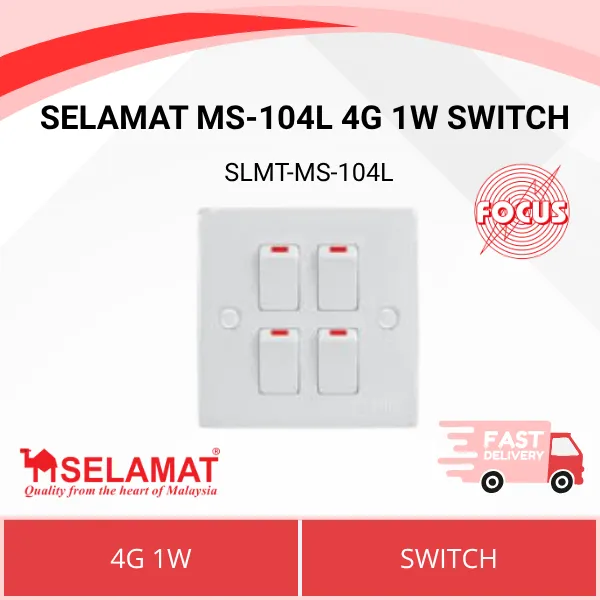 SELAMAT MS-104L 4G 1W SWITCH
SLMT-MS-104L
FOCUS
SELAMAT®
Quality from the heart of Malaysia
FAST
DELIVERY
4G 1W
SWITCH